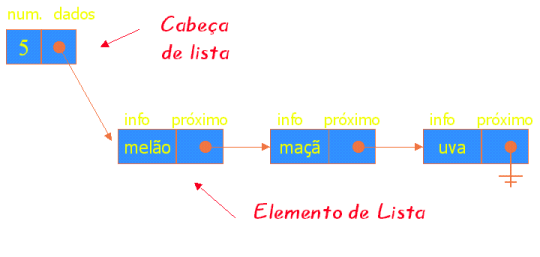 num. dados
Cabeça
de lista
5
info próximo info próximo info próximo
melão maçã uva
Elemento de Lista